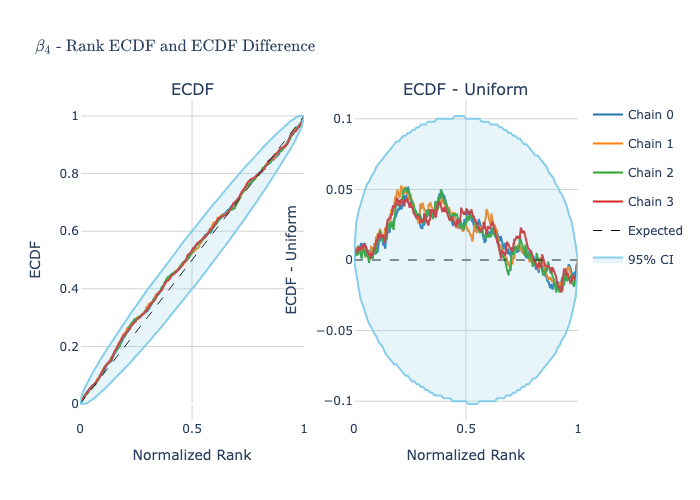 β4 - Rank ECDF and ECDF Difference
ECDF
ECDF
1
0.8
0.6
0.4
0.2
0
0
0.5
1
Normalized Rank
ECDF - Uniform
ECDF - Uniform
0.1
0.05
0
−0.05
−0.1
0
0.5
1
Normalized Rank
Chain 0
Chain 1
Chain 2
Chain 3
Expected
95% CI